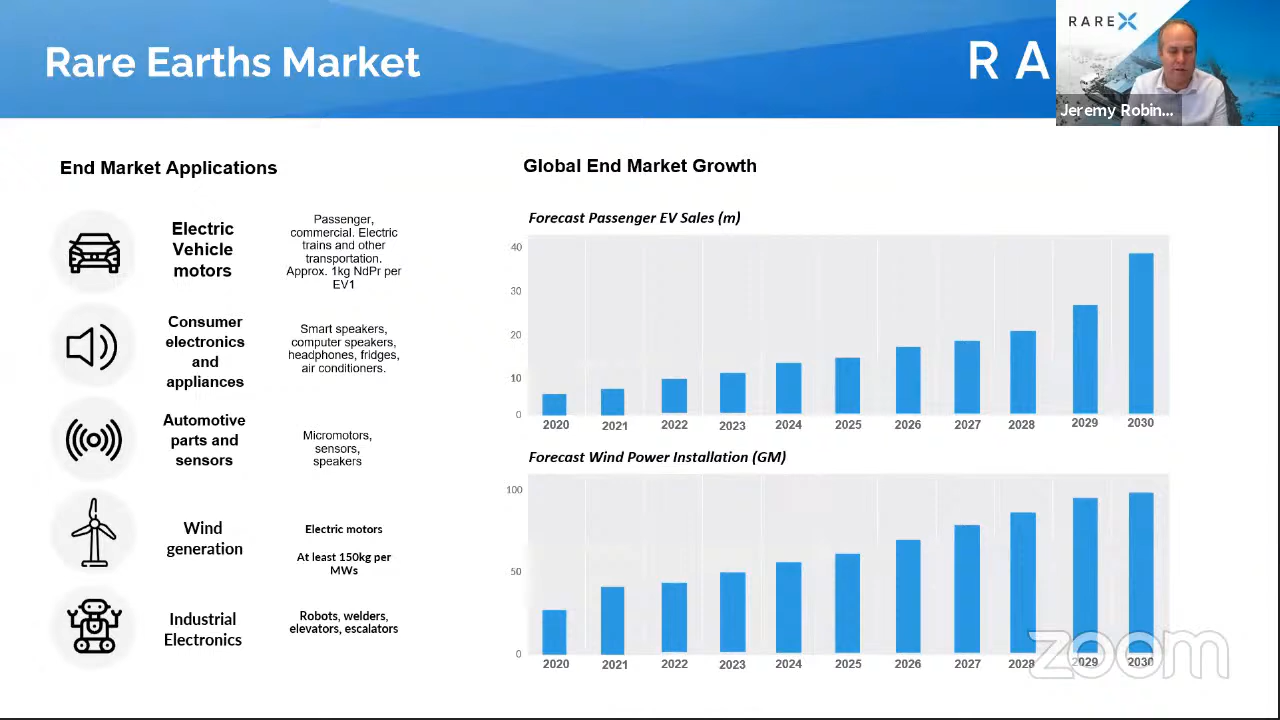 Rare Earths Market
R A
RAREX
Jeremy Robin...
End Market Applications
Electric
Vehicle
motors
Passenger,
commercial. Electric
trains and other
transportation.
Approx. 1kg NdPr per
EV1
Consumer
electronics
and
appliances
Smart speakers,
computer speakers,
headphones, fridges,
air conditioners.
Automotive
parts and
sensors
Micromotors,
sensors,
speakers
Wind
generation
Electric motors
At least 150kg per
MWs
Industrial
Electronics
Robots, welders,
elevators, escalators
Global End Market Growth
Forecast Passenger EV Sales (m)
40
30
20
10
0
2020 2021 2022 2023 2024 2025 2026 2027 2028 2029 2030
Forecast Wind Power Installation (GM)
100
50
0
2020 2021 2022 2023 2024 2025 2026 2027 2028 2029 2030
zoom